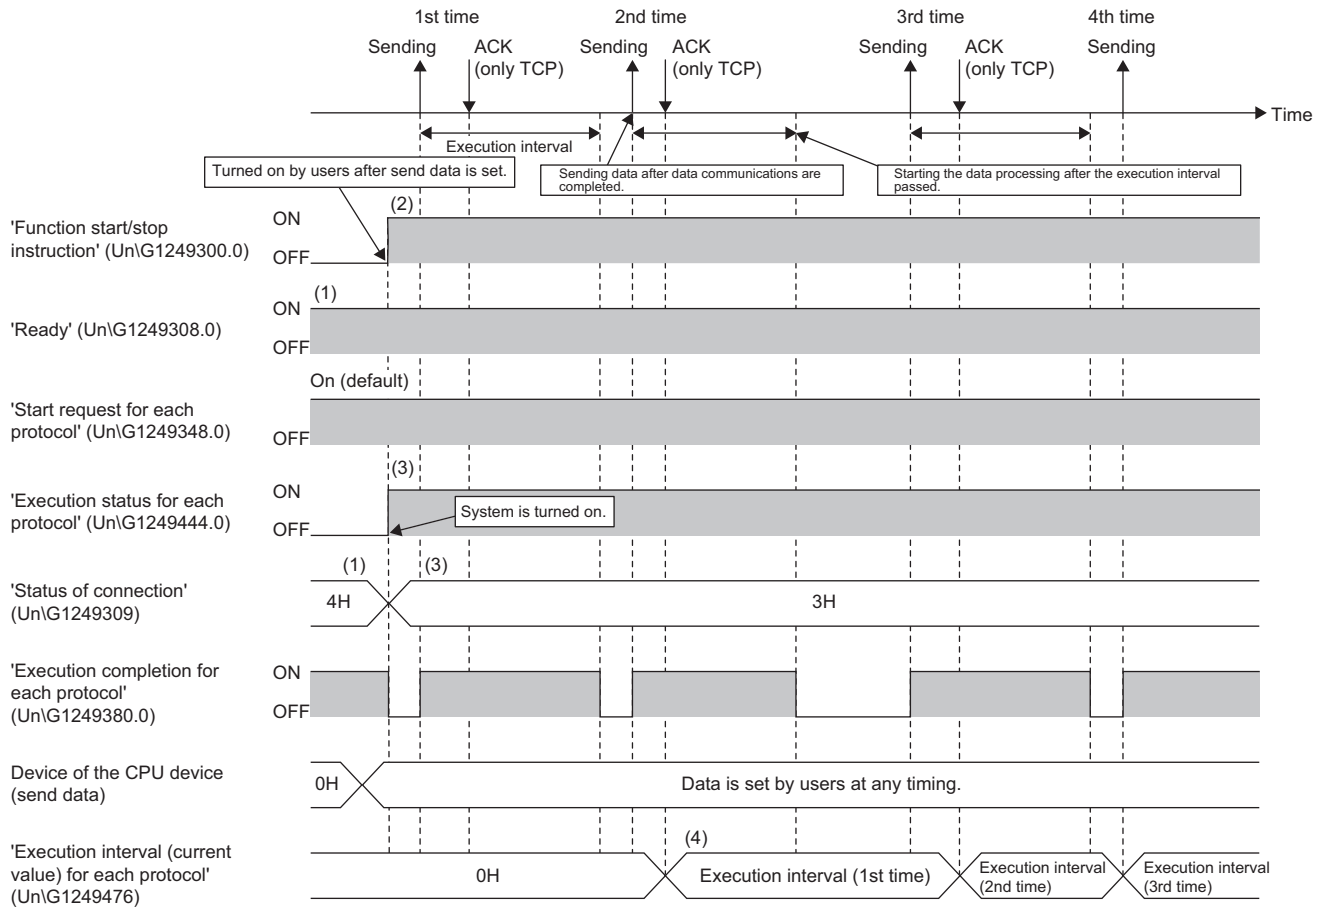 1st time
2nd time
3rd time
4th time
Sending
ACK
(only TCP)
Sending
ACK
(only TCP)
Sending
ACK
(only TCP)
Sending
Time
Execution interval
Turned on by users after send data is set.
Sending data after data communications are
completed.
Starting the data processing after the execution interval
passed.
'Function start/stop
instruction' (Un\G1249300.0)
ON
OFF
(2)
'Ready' (Un\G1249308.0)
(1)
ON
OFF
On (default)
'Start request for each
protocol' (Un\G1249348.0)
OFF
'Execution status for each
protocol' (Un\G1249444.0)
ON
OFF
(3)
System is turned on.
'Status of connection'
(Un\G1249309)
(1)
(3)
4H
3H
'Execution completion for
each protocol'
(Un\G1249380.0)
ON
OFF
Device of the CPU device
(send data)
0H
Data is set by users at any timing.
'Execution interval (current
value) for each protocol'
(Un\G1249476)
0H
(4)
Execution interval (1st time)
Execution interval
(2nd time)
Execution interval
(3rd time)